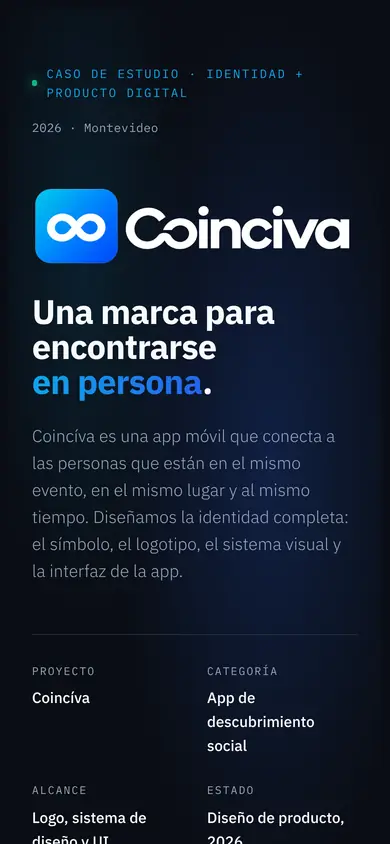 CASO DE ESTUDIO · IDENTIDAD +
PRODUCTO DIGITAL
2026 · Montevideo
Coinciva
Una marca para
encontrarse
en persona.
Coincíva es una app móvil que conecta a
las personas que están en el mismo
evento, en el mismo lugar y al mismo
tiempo. Diseñamos la identidad completa:
el símbolo, el logotipo, el sistema visual y
la interfaz de la app.
PROYECTO
Coincíva
CATEGORÍA
App de
descubrimiento
social
ALCANCE
Logo, sistema de
diseño y UI
ESTADO
Diseño de producto,
2026